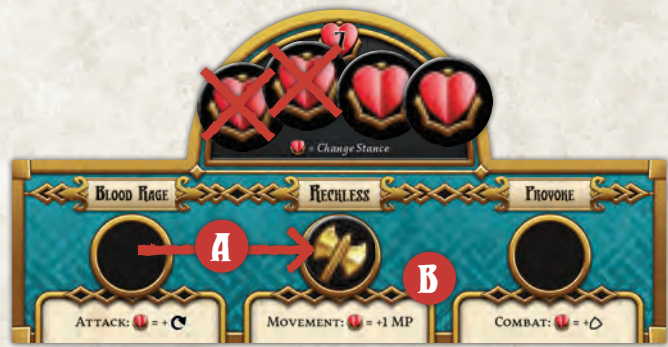 7
= Change Stance
Blood Rage
Reckless
Provoke
A
B
Attack: = +
Movement: = +1 MP
Combat: = +